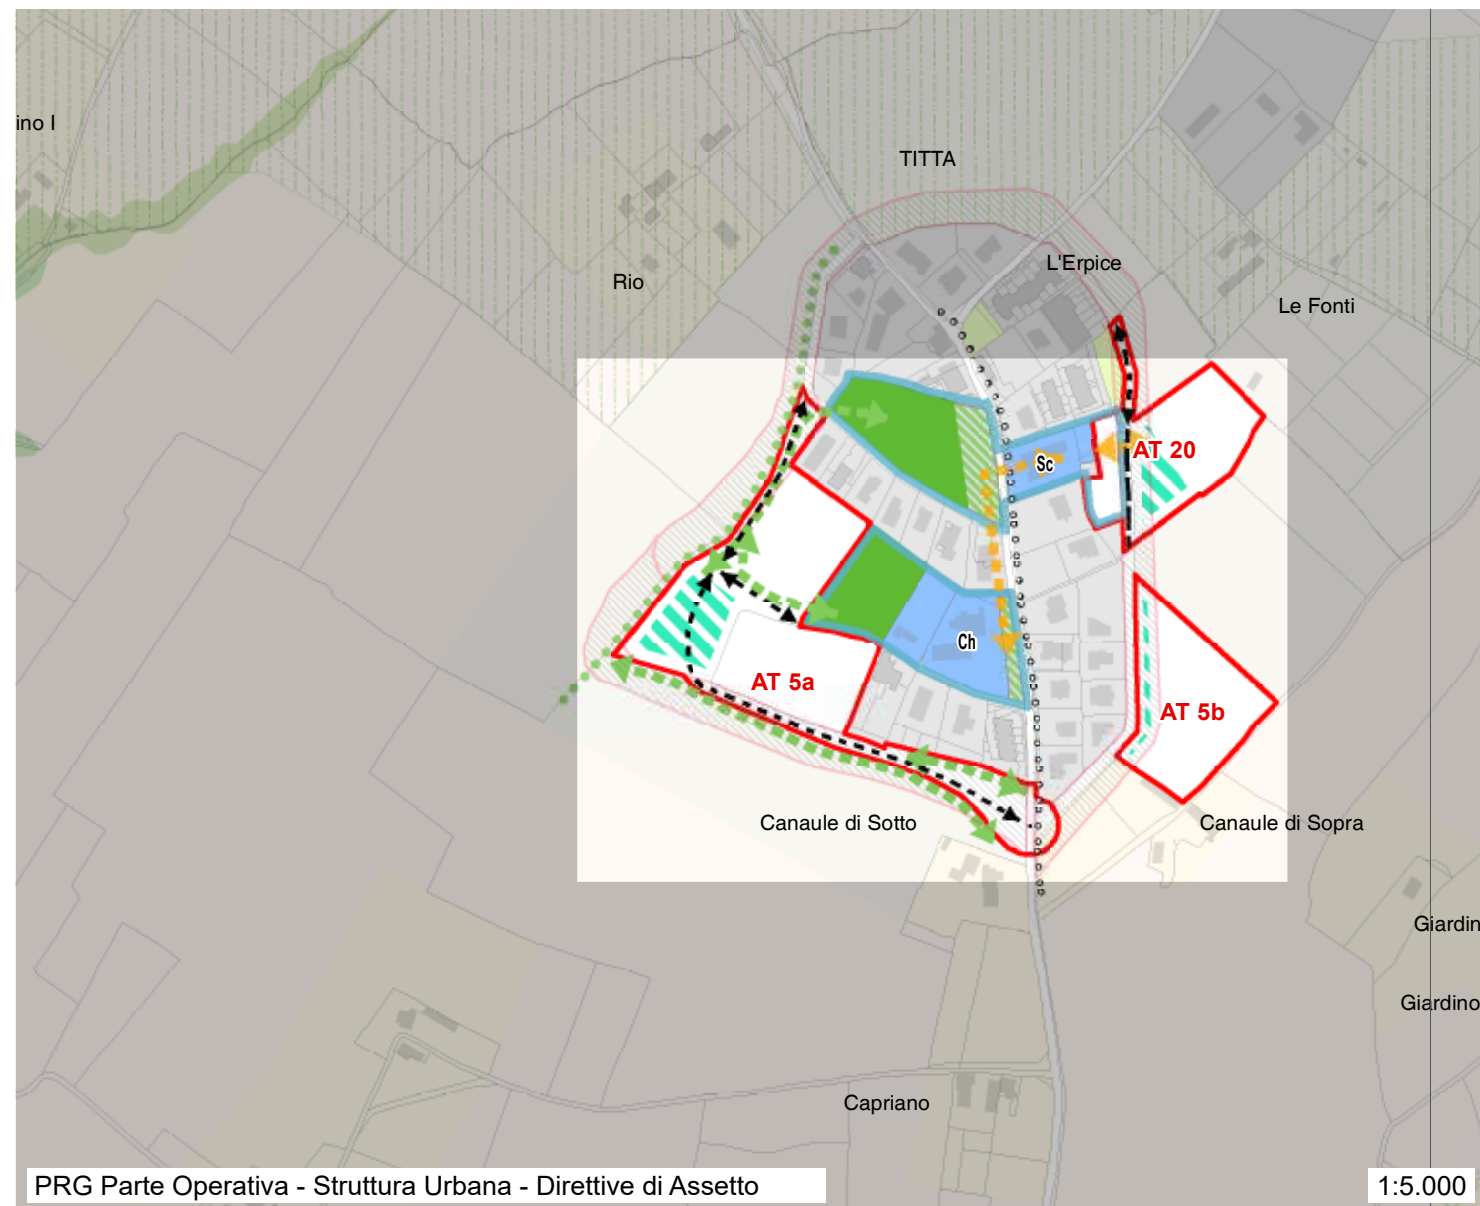 ino I
TITTA
L'Erpice
Rio
Le Fonti
AT 20
Sc
Ch
AT 5a
AT 5b
Canaule di Sotto
Canaule di Sopra
Giardin
Giardino
Capriano
PRG Parte Operativa - Struttura Urbana - Direttive di Assetto
1:5.000